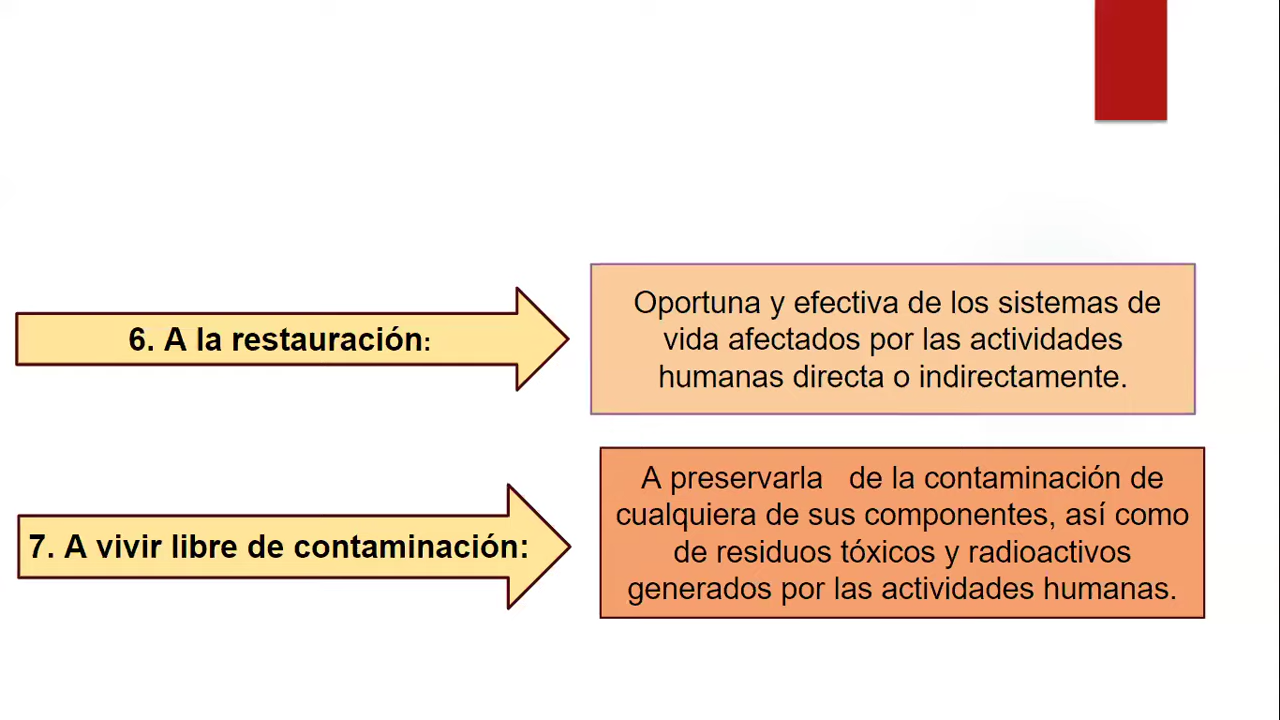 6. A la restauración:
Oportuna y efectiva de los sistemas de
vida afectados por las actividades
humanas directa o indirectamente.
7. A vivir libre de contaminación:
A preservarla   de la contaminación de
cualquiera de sus componentes, así como
de residuos tóxicos y radioactivos
generados por las actividades humanas.